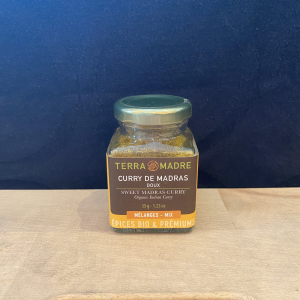 TERRA MADRE
CURRY DE MADRAS
DOUX
SWEET MADRAS CURRY
Organic Indian Curry
MÉLANGES - MIX
ÉPICES BIO & PREMIUM